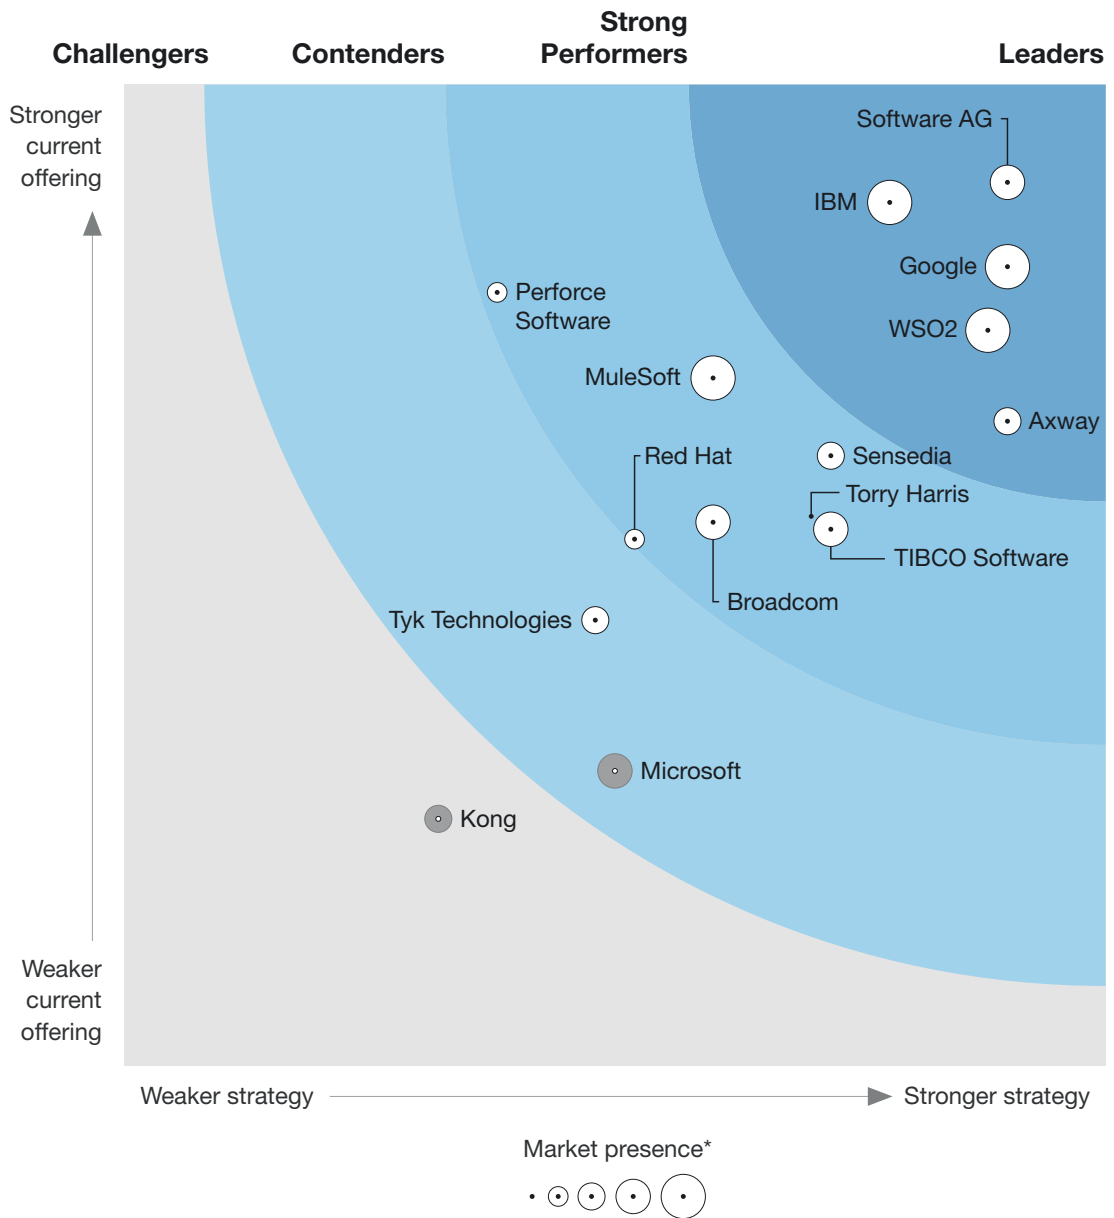 Challengers
Contenders
Strong
Performers
Leaders
Stronger
current
offering
Software AG
IBM
Google
Perforce
Software
WSO2
MuleSoft
Axway
Red Hat
Sensedia
Torry Harris
TIBCO Software
Broadcom
Tyk Technologies
Microsoft
Kong
Weaker
current
offering
Weaker strategy
Stronger strategy
Market presence*